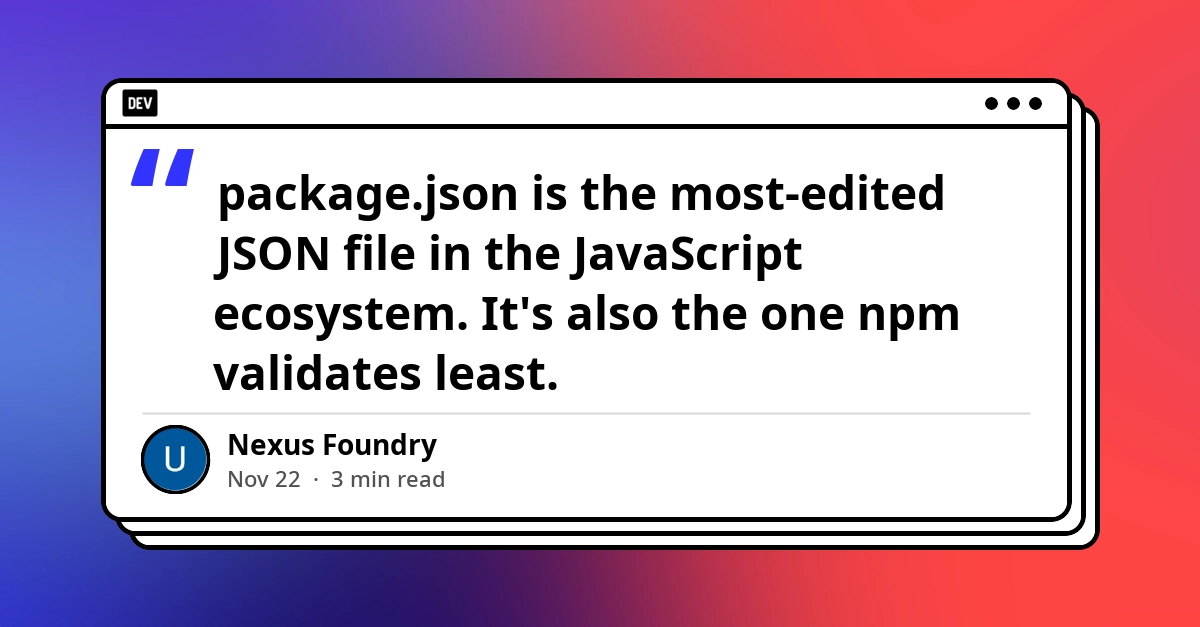 DEV
“ package.json is the most-edited
JSON file in the JavaScript
ecosystem. It's also the one npm
validates least.
U
Nexus Foundry
Nov 22 · 3 min read